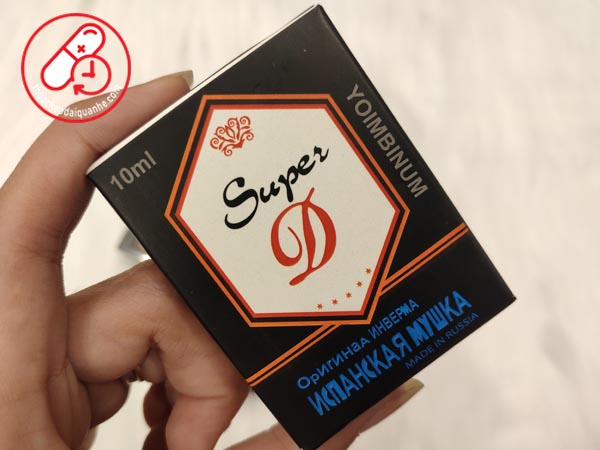 10ml
YOIMBINUM
Super
D
Оригинал ИНВЕРМА
ИСПАНСКАЯ МУШКА
MADE IN RUSSIA